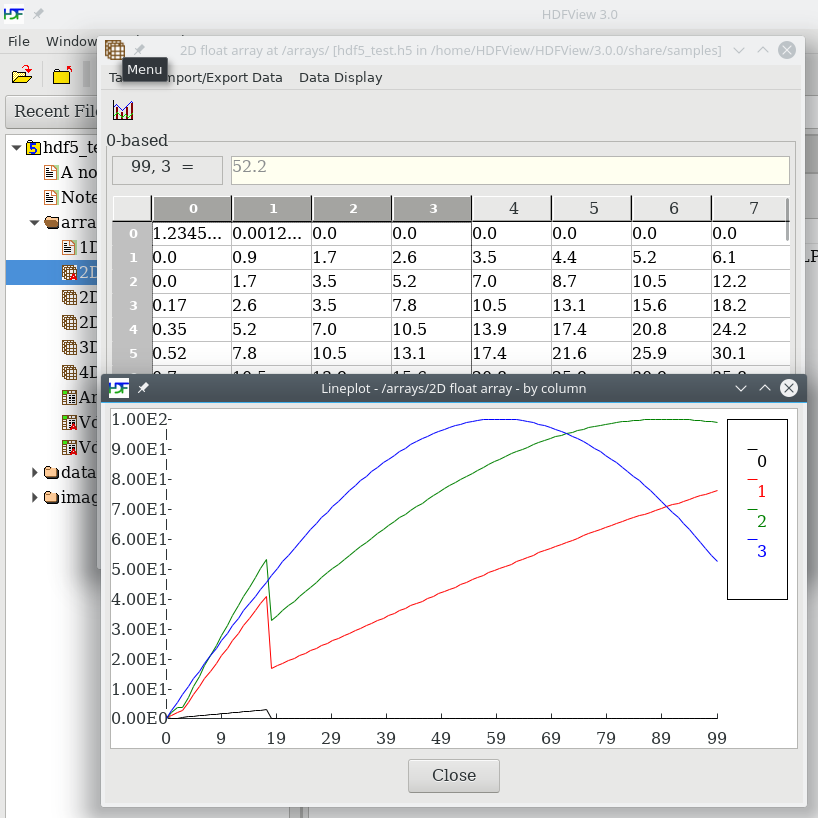 HDF HDFView 3.0
File Window
2D float array at /arrays/ [hdf5_test.h5 in /home/HDFView/HDFView/3.0.0/share/samples]
Menu
Import/Export Data Data Display
Recent File
0-based
99, 3 =
52.2
5 hdf5_te
A no
Note
arra
1D
2D
2D
2D
3D
4D
Ar
data
imag
0 1 2 3 4 5 6 7
0 1.2345... 0.0012... 0.0 0.0 0.0 0.0 0.0 0.0
1 0.0 0.9 1.7 2.6 3.5 4.4 5.2 6.1
2 0.0 1.7 3.5 5.2 7.0 8.7 10.5 12.2
3 0.17 2.6 3.5 7.8 10.5 13.1 15.6 18.2
4 0.35 5.2 7.0 10.5 13.9 17.4 20.8 24.2
5 0.52 7.8 10.5 13.1 17.4 21.6 25.9 30.1
HDF Lineplot - /arrays/2D float array - by column
1.00E2
9.00E1
8.00E1
7.00E1
6.00E1
5.00E1
4.00E1
3.00E1
2.00E1
1.00E1
0.00E0
0 9 19 29 39 49 59 69 79 89 99
0
1
2
3
Close